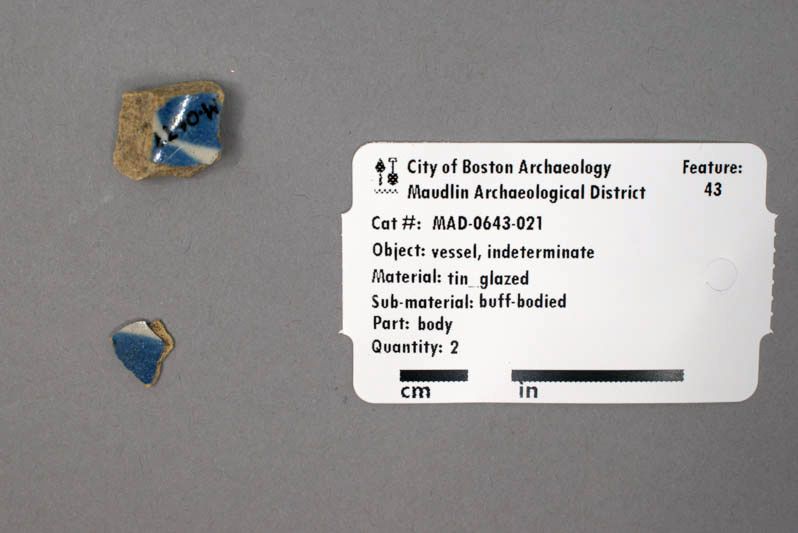 M-0643
City of Boston Archaeology
Maudlin Archaeological District
Feature:
43
Cat #: MAD-0643-021
Object: vessel, indeterminate
Material: tin_glazed
Sub-material: buff-bodied
Part: body
Quantity: 2
cm in